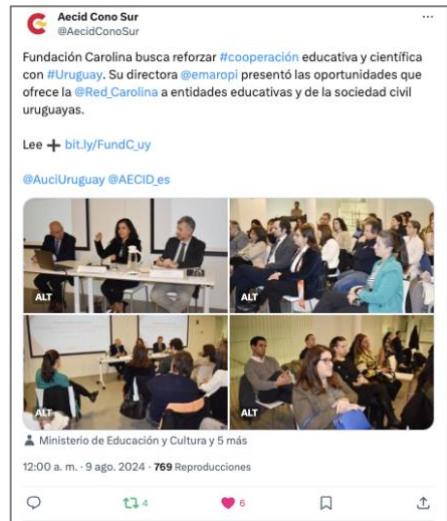 Aecid Cono Sur
@AecidConoSur
Fundación Carolina busca reforzar #cooperación educativa y científica
con #Uruguay. Su directora @emaropi presentó las oportunidades que
ofrece la @Red_Carolina a entidades educativas y de la sociedad civil
uruguayas.
Lee ➕ bit.ly/FundC_uy
@AuciUruguay @AECID_es
ALT
ALT
ALT
ALT
Ministerio de Educación y Cultura y 5 más
12:00 a. m. · 9 ago. 2024 · 769 Reproducciones
4 6